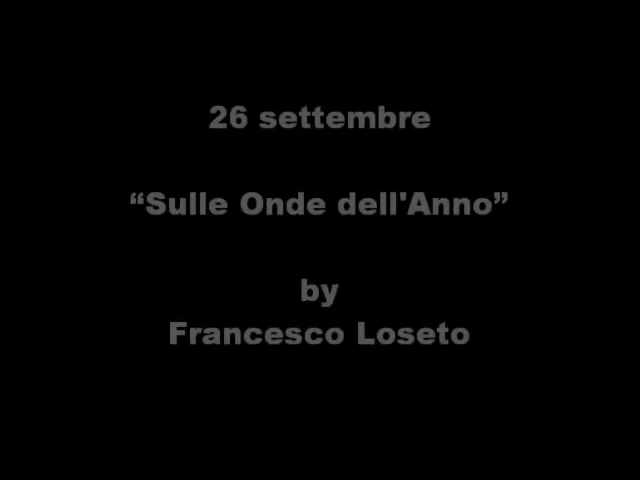 26 settembre
“Sulle Onde dell'Anno”
by
Francesco Loseto